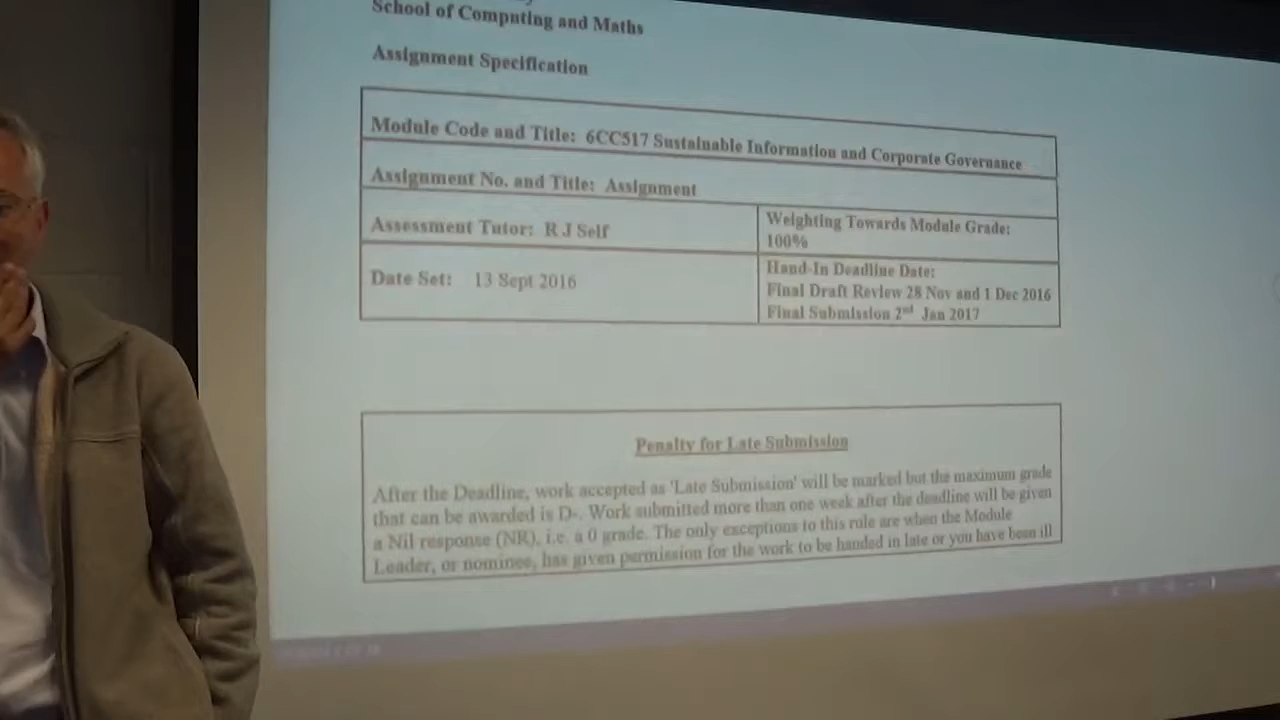 School of Computing and Maths
Assignment Specification
Module Code and Title: 6CC517 Sustainable Information and Corporate Governance
Assignment No. and Title: Assignment
Assessment Tutor: R J Self
Weighting Towards Module Grade:
100%
Date Set: 13 Sept 2016
Hand-In Deadline Date:
Final Draft Review 28 Nov and 1 Dec 2016
Final Submission 2nd Jan 2017
Penalty for Late Submission
After the Deadline, work accepted as 'Late Submission' will be marked but the maximum grade
that can be awarded is D-. Work submitted more than one week after the deadline will be given
a Nil response (NR), i.e. a 0 grade. The only exceptions to this rule are when the Module
Leader, or nominee, has given permission for the work to be handed in late or you have been ill